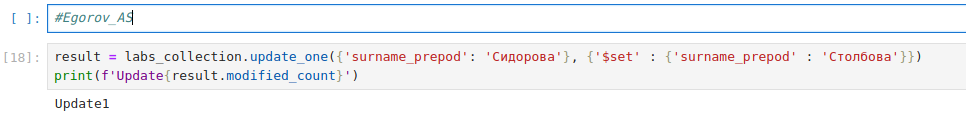 [ ]: #Egorov_AS
[18]: result = labs_collection.update_one({'surname_prepod': 'Сидорова'}, {'$set' : {'surname_prepod' : 'Столбова'}})
print(f'Update{result.modified_count}')
Update1